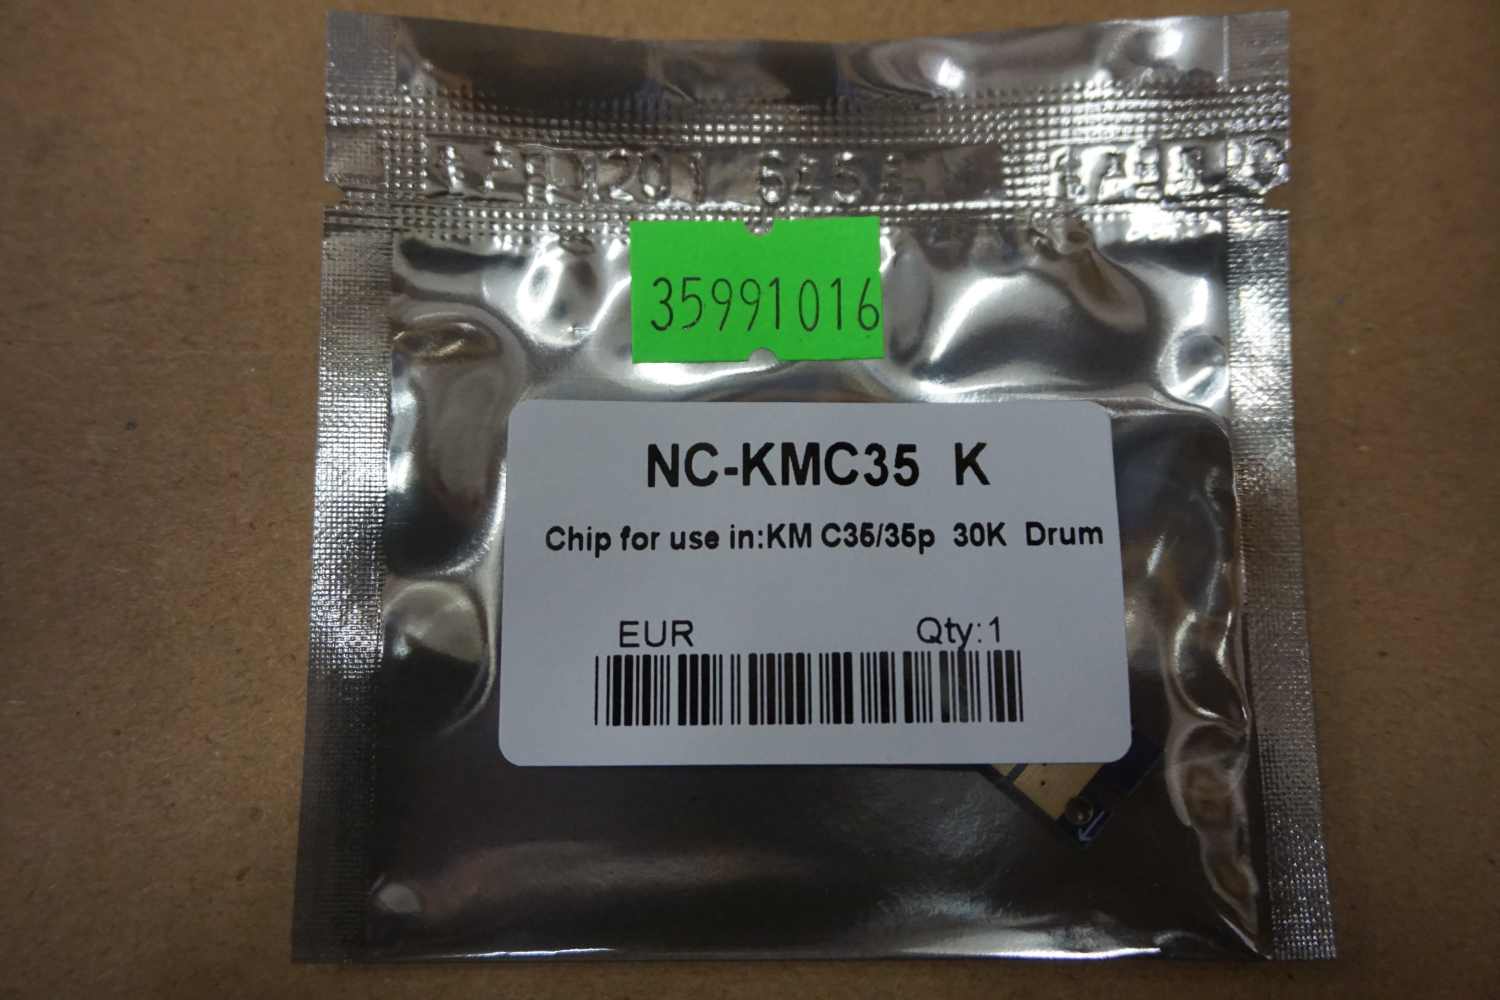 35991016
NC-KMC35 K
Chip for use in:KM C35/35p 30K Drum
EUR Qty:1